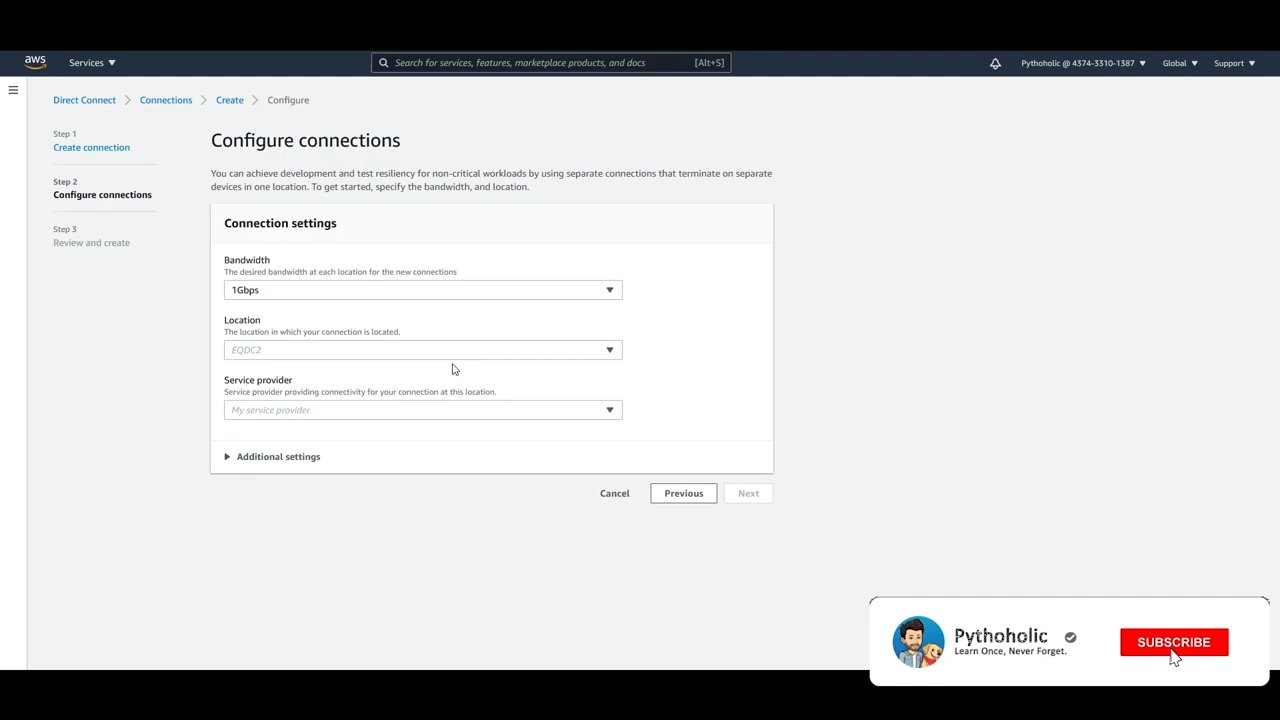 aws
Services
Search for services, features, marketplace products, and docs [Alt+S]
Pythoholic @ 4374-3310-1387
Global
Support
Direct Connect
Connections
Create
Configure
Step 1
Create connection
Step 2
Configure connections
Step 3
Review and create
Configure connections
You can achieve development and test resiliency for non-critical workloads by using separate connections that terminate on separate
devices in one location. To get started, specify the bandwidth, and location.
Connection settings
Bandwidth
The desired bandwidth at each location for the new connections
1Gbps
Location
The location in which your connection is located.
EQDC2
Service provider
Service provider providing connectivity for your connection at this location.
My service provider
Additional settings
Cancel
Previous
Next
Pythoholic
Learn Once, Never Forget.
SUBSCRIBE